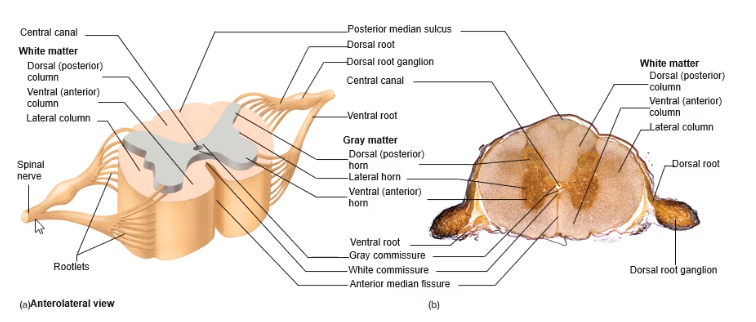 Central canal
White matter
Dorsal (posterior)
column
Ventral (anterior)
column
Lateral column
Spinal
nerve
Rootlets
(a)Anterolateral view
Posterior median sulcus
Dorsal root
Dorsal root ganglion
Central canal
Ventral root
Gray matter
Dorsal (posterior)
horn
Lateral horn
Ventral (anterior)
horn
Ventral root
Gray commissure
White commissure
Anterior median fissure
(b)
White matter
Dorsal (posterior)
column
Ventral (anterior)
column
Lateral column
Dorsal root
Dorsal root ganglion